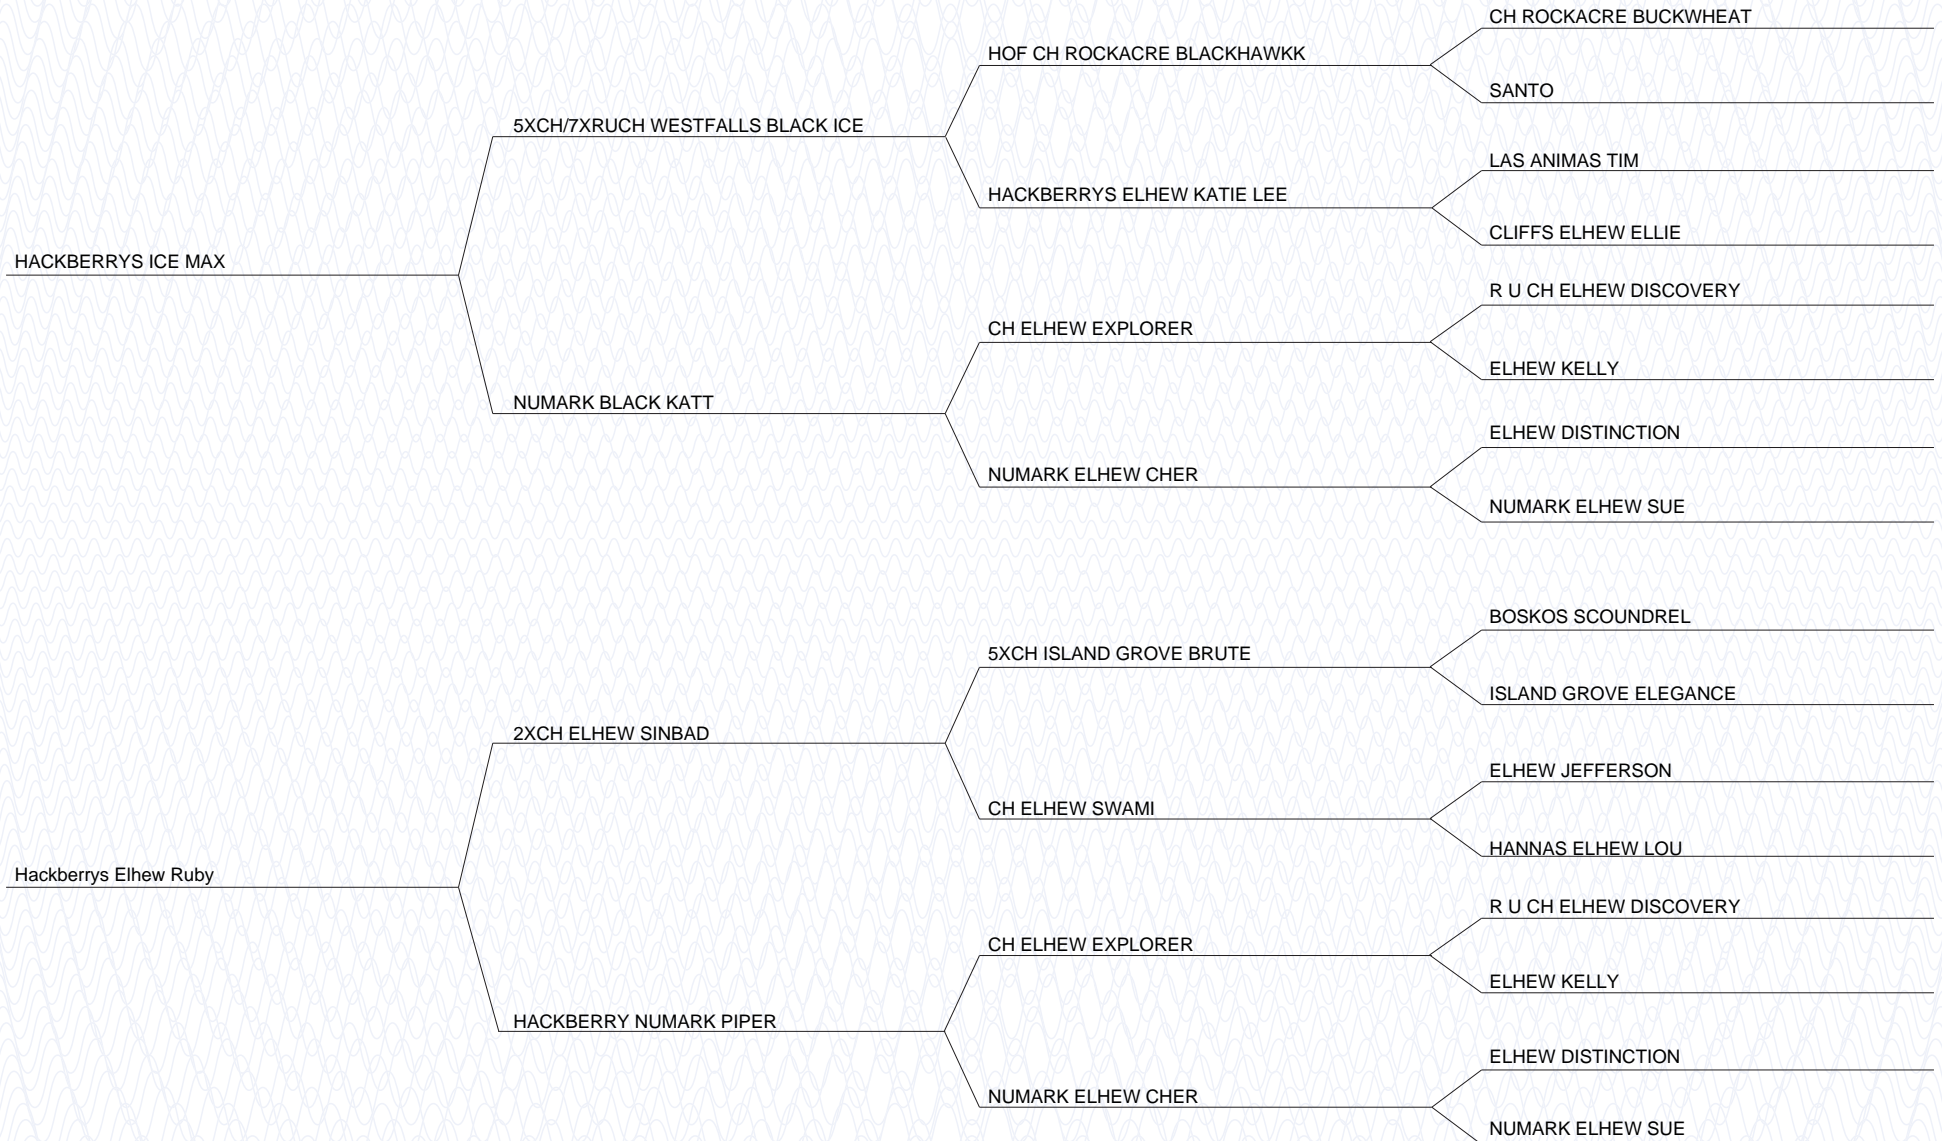 CH ROCKACRE BUCKWHEAT
HOF CH ROCKACRE BLACKHAWKK
SANTO
5XCH/7XRUCH WESTFALLS BLACK ICE
LAS ANIMAS TIM
HACKBERRYS ELHEW KATIE LEE
CLIFFS ELHEW ELLIE
HACKBERRYS ICE MAX
R U CH ELHEW DISCOVERY
CH ELHEW EXPLORER
ELHEW KELLY
NUMARK BLACK KATT
ELHEW DISTINCTION
NUMARK ELHEW CHER
NUMARK ELHEW SUE
BOSKOS SCOUNDREL
5XCH ISLAND GROVE BRUTE
ISLAND GROVE ELEGANCE
2XCH ELHEW SINBAD
ELHEW JEFFERSON
CH ELHEW SWAMI
HANNAS ELHEW LOU
Hackberrys Elhew Ruby
R U CH ELHEW DISCOVERY
CH ELHEW EXPLORER
ELHEW KELLY
HACKBERRY NUMARK PIPER
ELHEW DISTINCTION
NUMARK ELHEW CHER
NUMARK ELHEW SUE